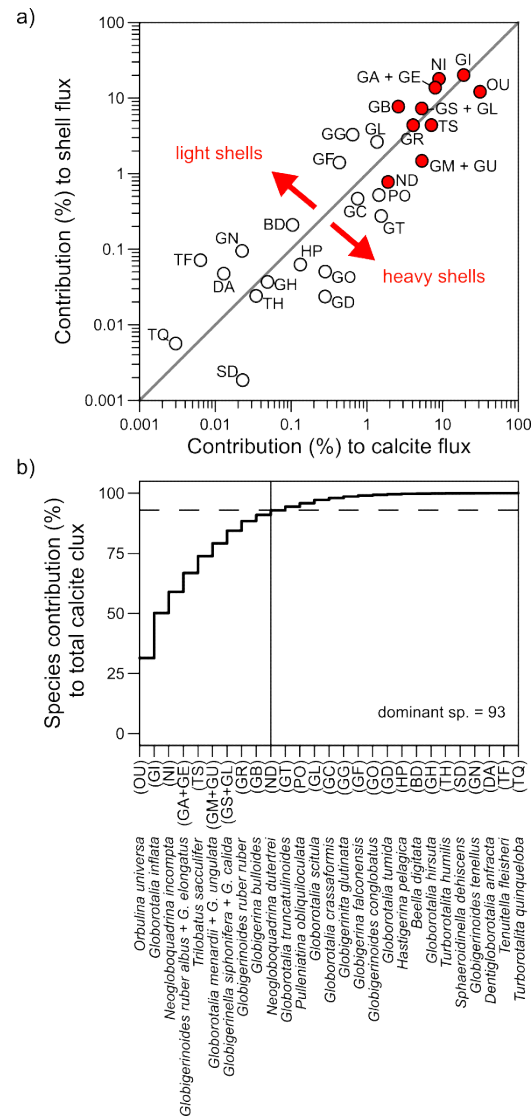 a)
Contribution (%) to shell flux
100
10
1
0.1
0.01
0.001
NI
GI
GA + GE
OU
GB
GS + GL
GG
GL
GR
TS
GF
GM + GU
light shells
ND
PO
GC
GT
BD
GN
HP
TF
DA
GO
heavy shells
GH
TH
GD
TQ
SD
0.001
0.01
0.1
1
10
100
Contribution (%) to calcite flux
b)
Species contribution (%)
to total calcite clux
100
75
50
25
0
dominant sp. = 93
(OU)
(GI)
(NI)
(GA+GE)
(TS)
(GM+GU)
(GS+GL)
(GR)
(GB)
(ND)
(GT)
(PO)
(GL)
(GC)
(GG)
(GF)
(GO)
(GD)
(HP)
(BD)
(GH)
(TH)
(SD)
(GN)
(DA)
(TF)
(TQ)
Orbulina universa
Globorotalia inflata
Neogloboquadrina incompta
Globigerinoides ruber albus + G. elongatus
Trilobatus sacculifer
Globorotalia menardii + G. ungulata
Globigerinella siphonifera + G. calida
Globigerinoides ruber ruber
Globigerina bulloides
Neogloboquadrina dutertrei
Globorotalia truncatulinoides
Pulleniatina obliquiloculata
Globorotalia scitula
Globorotalia crassaformis
Globigerinita glutinata
Globigerina falconensis
Globigerinoides conglobatus
Globorotalia tumida
Hastigerina pelagica
Beella digitata
Globorotalia hirsuta
Turborotalita humilis
Sphaeroidinella dehiscens
Globigerinoides tenellus
Dentigloborotalia anfracta
Tenuitella fleisheri
Turborotalita quinqueloba